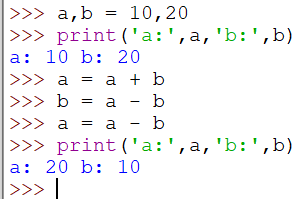 >>> a,b = 10,20
>>> print('a:',a,'b:',b)
a: 10 b: 20
>>> a = a + b
>>> b = a - b
>>> a = a - b
>>> print('a:',a,'b:',b)
a: 20 b: 10
>>>